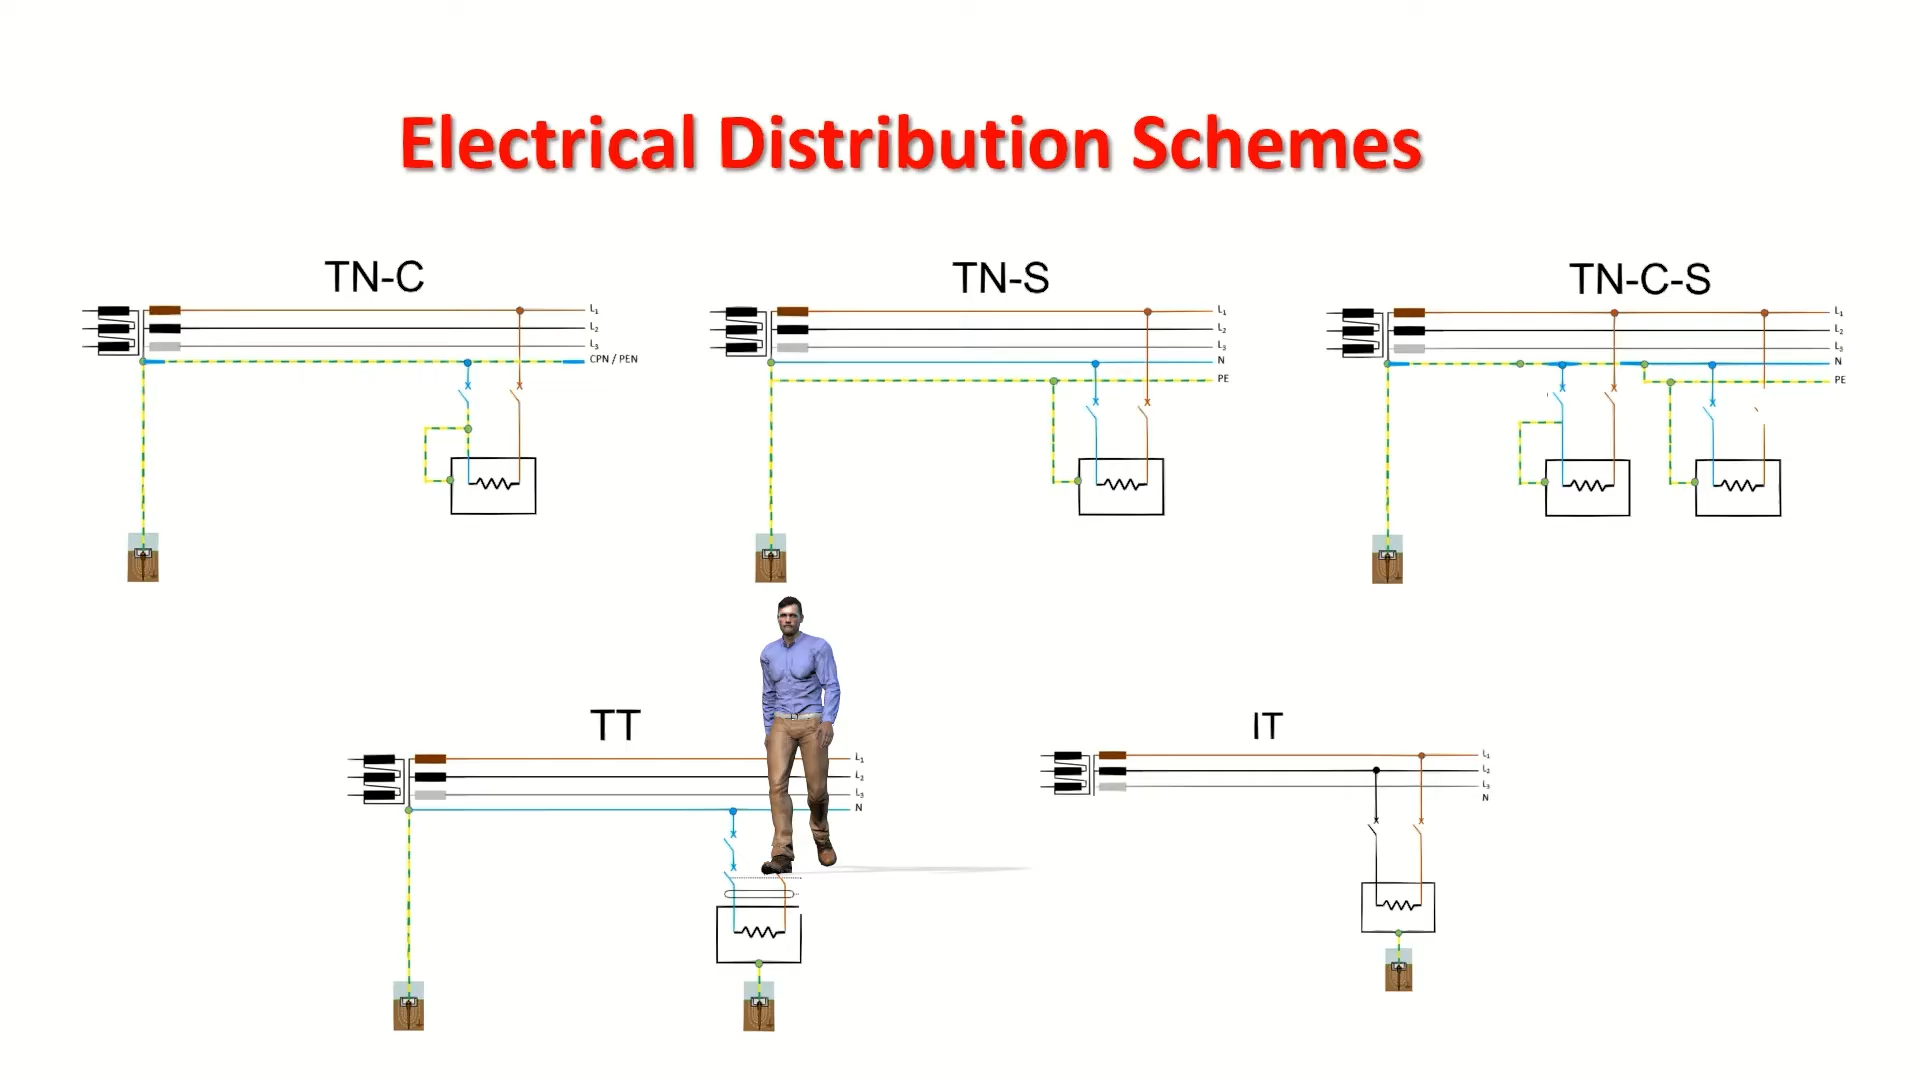 Electrical Distribution Schemes
TN-C
L1
L2
L3
CPN / PEN
TN-S
L1
L2
L3
N
PE
TN-C-S
L1
L2
L3
N
PE
TT
L1
L2
L3
N
IT
L1
L2
L3
N